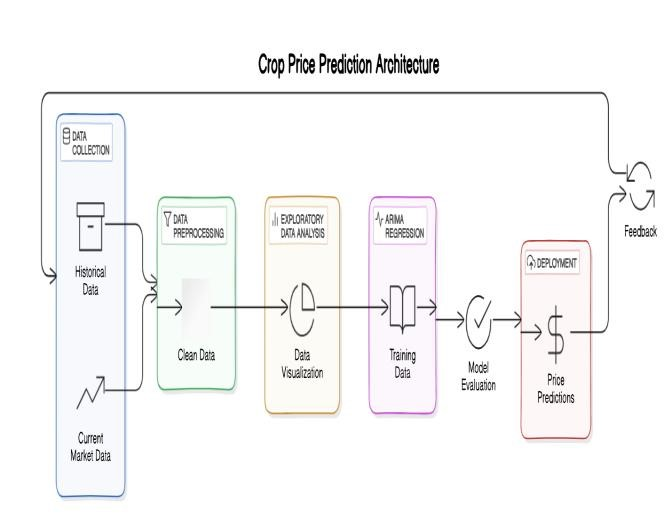 Crop Price Prediction Architecture
DATA
COLLECTION
Historical
Data
Current
Market Data
DATA
PREPROCESSING
Clean Data
EXPLORATORY
DATA ANALYSIS
Data
Visualization
ARIMA
REGRESSION
Training
Data
Model
Evaluation
DEPLOYMENT
Price
Predictions
Feedback